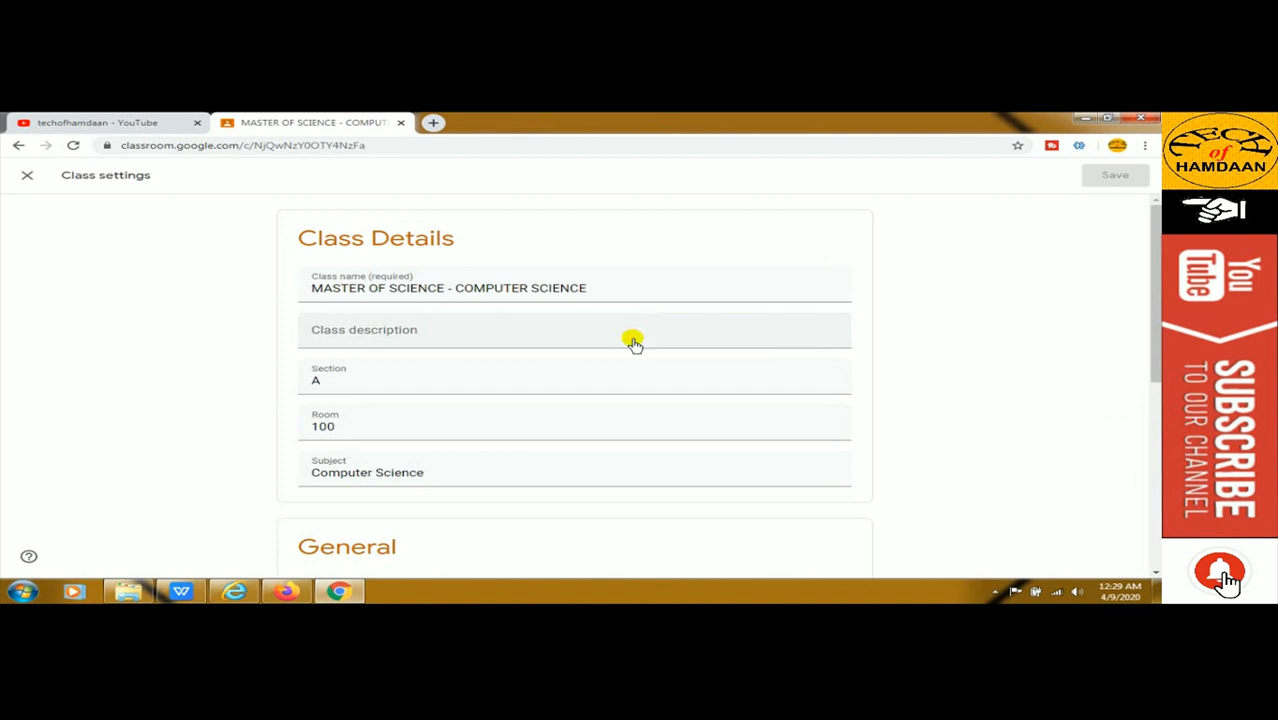 techofhamdaan - YouTube
MASTER OF SCIENCE - COMPUT
classroom.google.com/c/NjQwNzY0OTY4NzFa
Class settings
Save
Class Details
Class name (required)
MASTER OF SCIENCE - COMPUTER SCIENCE
Class description
Section
A
Room
100
Subject
Computer Science
General
12:29 AM
4/9/2020
TECH
of
HAMDAAN
You
Tube
SUBSCRIBE
TO OUR CHANNEL